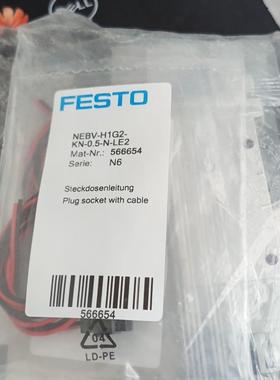 FESTO
NEBV-H1G2-
KN-0.5-N-LE2
Mat-Nr.: 566654
Serie: N6
Steckdosenleitung
Plug socket with cable
566654
04
LD-PE